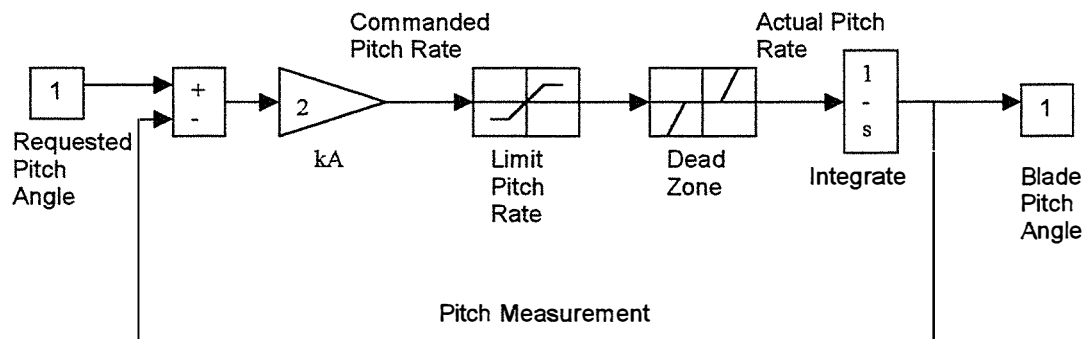 Commanded
Pitch Rate
Actual Pitch
Rate
1
+
-
2
1
-
s
1
Requested
Pitch
Angle
kA
Limit
Pitch
Rate
Dead
Zone
Integrate
Blade
Pitch
Angle
Pitch Measurement